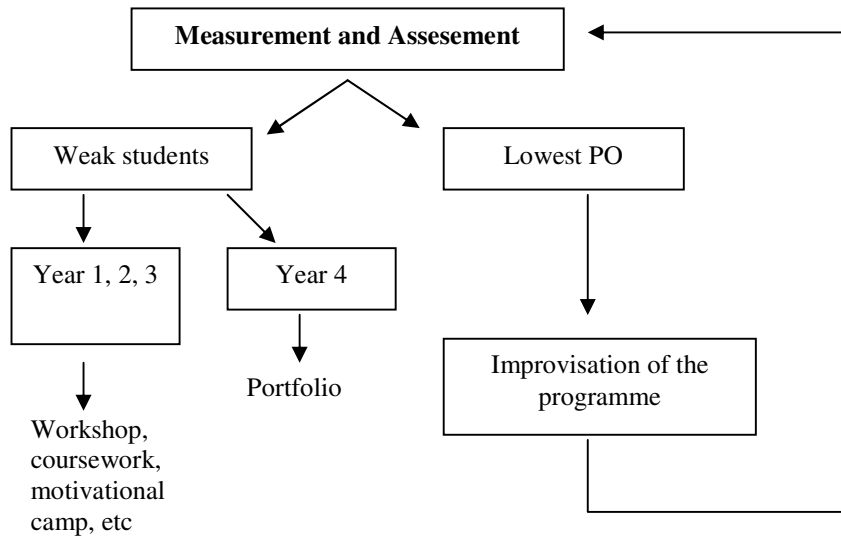 Measurement and Assesement
Weak students
Lowest PO
Year 1, 2, 3
Year 4
Portfolio
Improvisation of the
programme
Workshop,
coursework,
motivational
camp, etc